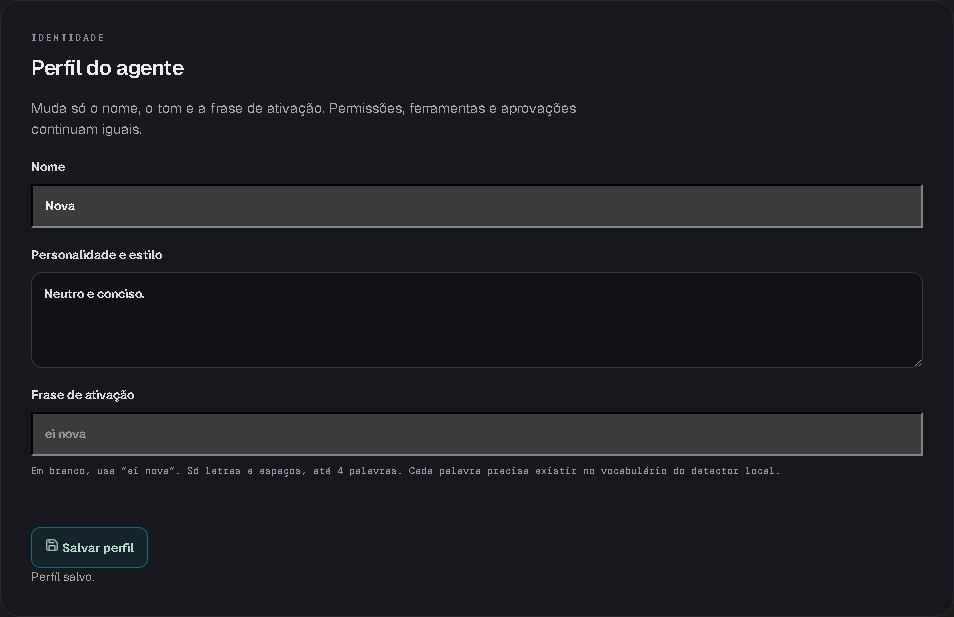 IDENTIDADE
Perfil do agente
Muda só o nome, o tom e a frase de ativação. Permissões, ferramentas e aprovações
continuam iguais.
Nome
Nova
Personalidade e estilo
Neutro e conciso.
Frase de ativação
ei nova
Em branco, usa “ei nova”. Só letras e espaços, até 4 palavras. Cada palavra precisa existir no vocabulário do detector local.
Salvar perfil
Perfil salvo.